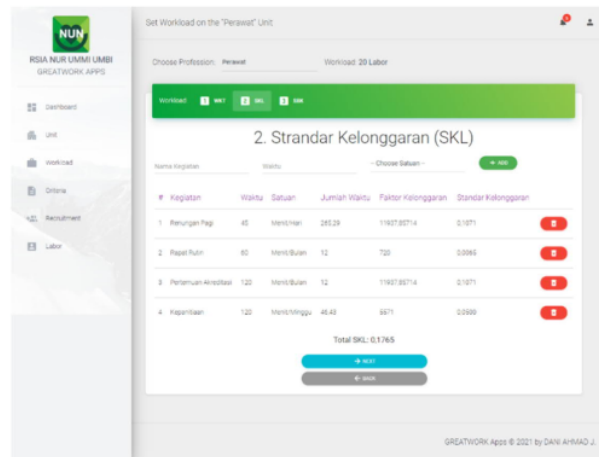 NUN
RSIA NUR UMMI UMBI
GREATWORK APPS
Dashboard
Unit
Workload
Criteria
Recruitment
Labor
Set Workload on the "Perawat" Unit
Choose Profession: Perawat Workload: 20 Labor
Workload 1 WKT 2 SKL 3 SBK
2. Strandar Kelonggaran (SKL)
Nama Kegiatan Waktu -- Choose Satuan -- + ADD
# Kegiatan Waktu Satuan Jumlah Waktu Faktor Kelonggaran Standar Kelonggaran
1 Renungan Pagi 45 Menit/Hari 265,29 11937.85714 0,1071
2 Rapat Rutin 60 Menit/Bulan 12 720 0,0065
3 Pertemuan Akreditasi 120 Menit/Bulan 12 11937.85714 0,1071
4 Kepanitiaan 120 Menit/Minggu 46,43 5571 0,0500
Total SKL: 0,1765
→ NEXT
← BACK
GREATWORK Apps © 2021 by DANI AHMAD J.